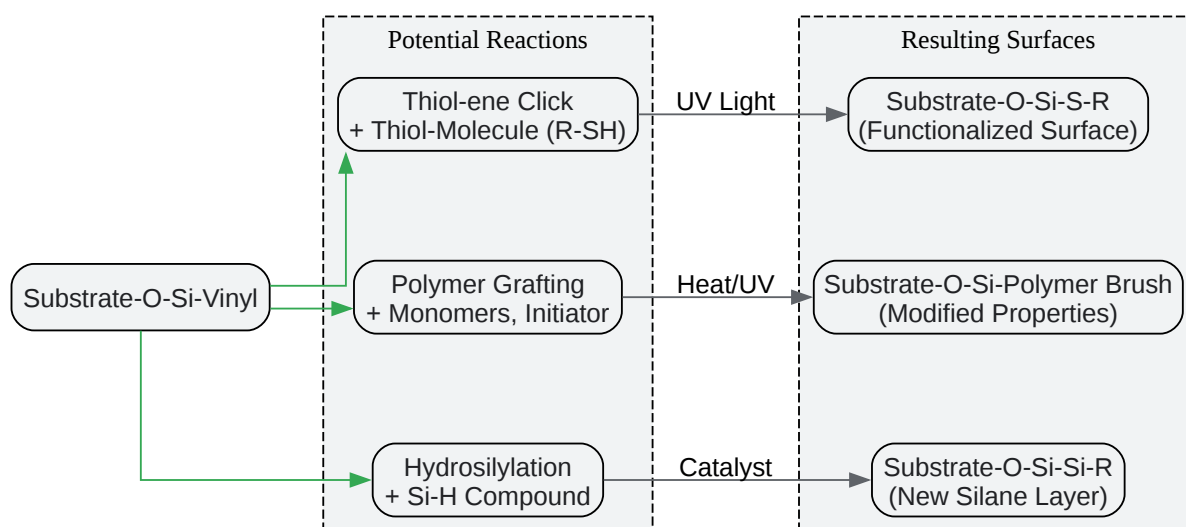 Potential Reactions
Resulting Surfaces
Thiol-ene Click
+ Thiol-Molecule (R-SH)
UV Light
Substrate-O-Si-S-R
(Functionalized Surface)
Substrate-O-Si-Vinyl
Polymer Grafting
+ Monomers, Initiator
Heat/UV
Substrate-O-Si-Polymer Brush
(Modified Properties)
Hydrosilylation
+ Si-H Compound
Catalyst
Substrate-O-Si-Si-R
(New Silane Layer)